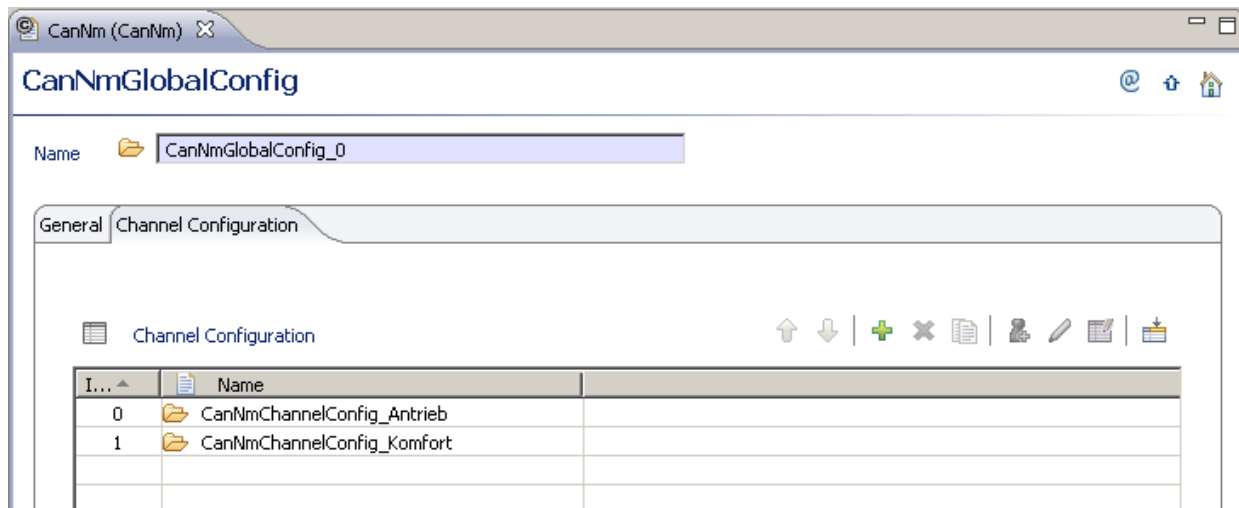 CanNm (CanNm)
CanNmGlobalConfig
Name CanNmGlobalConfig_0
General Channel Configuration
Channel Configuration
I... Name
0 CanNmChannelConfig_Antrieb
1 CanNmChannelConfig_Komfort